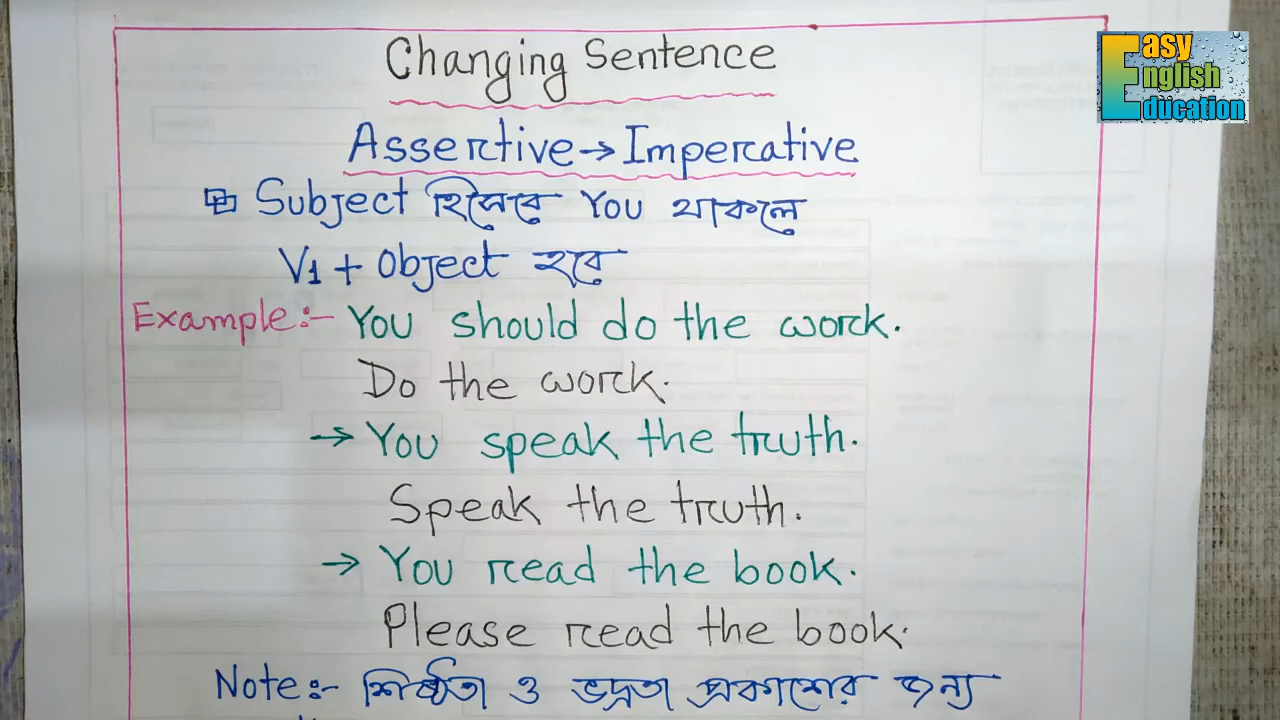 Changing Sentence
Easy
English
Education
Assertive → Imperative
Subject হিসেবে You থাকলে
V1 + Object হবে
Example:- You should do the work.
Do the work.
→ You speak the truth.
Speak the truth.
→ You read the book.
Please read the book.
Note:- শিষ্ঠতা ও ভদ্রতা প্রকাশের জন্য